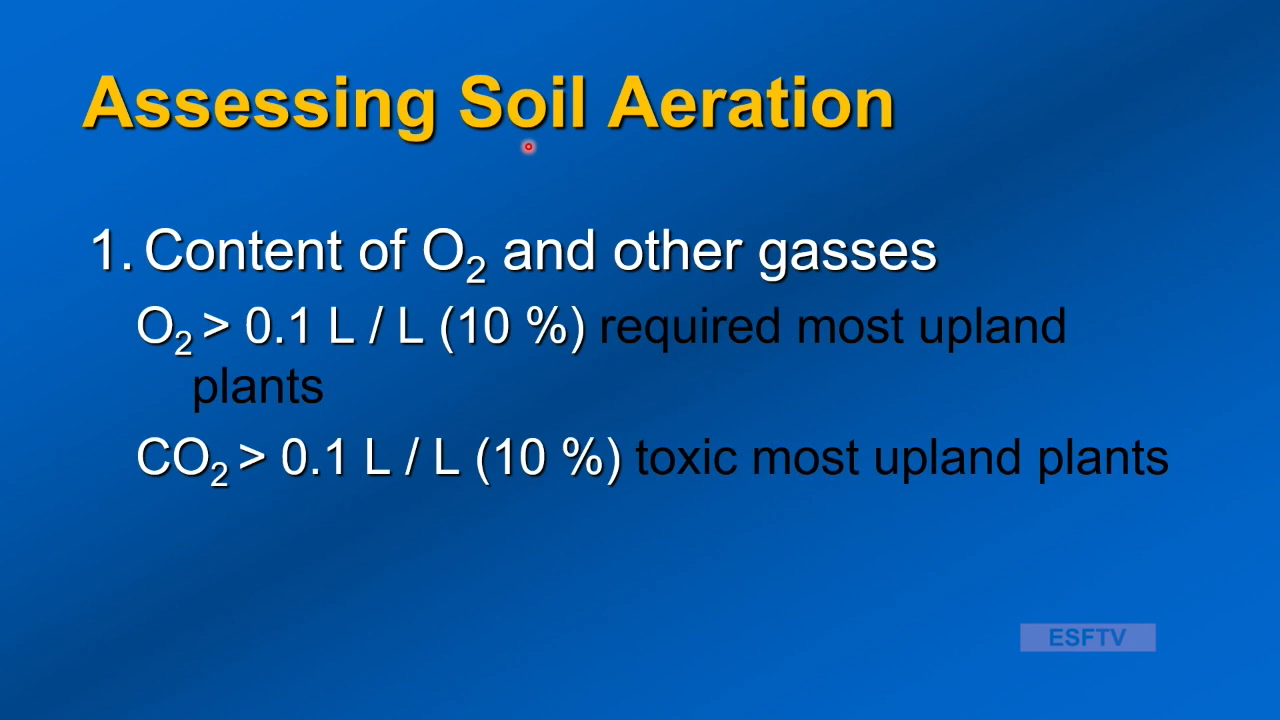 Assessing Soil Aeration
1. Content of O₂ and other gasses
O₂ > 0.1 L / L (10 %) required most upland
plants
CO₂ > 0.1 L / L (10 %) toxic most upland plants
ESFTV